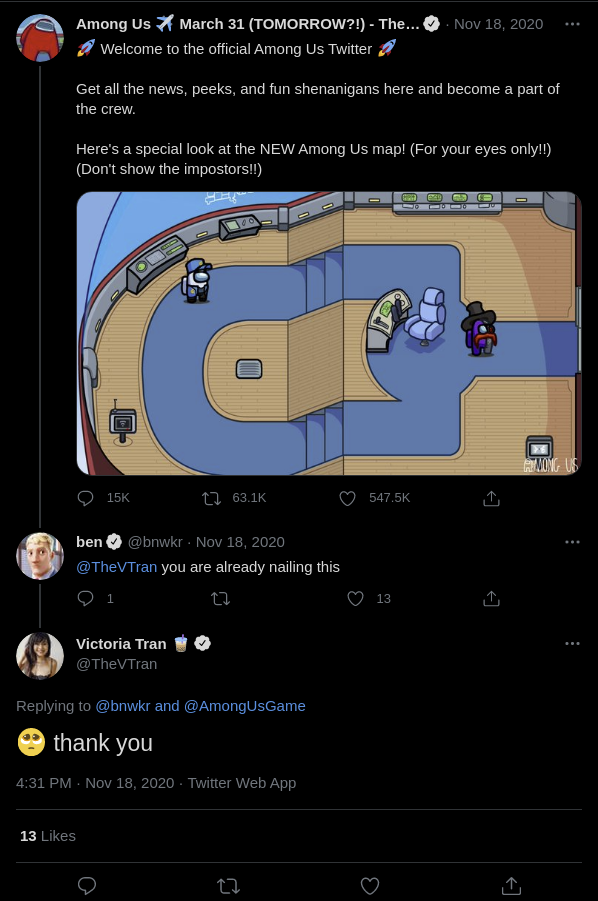 Among Us ✈️ March 31 (TOMORROW?!) - The… · Nov 18, 2020
🚀 Welcome to the official Among Us Twitter 🚀
Get all the news, peeks, and fun shenanigans here and become a part of
the crew.
Here's a special look at the NEW Among Us map! (For your eyes only!!)
(Don't show the impostors!!)
AMONG US
15K 63.1K 547.5K
ben @bnwkr · Nov 18, 2020
@TheVTran you are already nailing this
1 13
Victoria Tran 🧋
@TheVTran
Replying to @bnwkr and @AmongUsGame
🥺 thank you
4:31 PM · Nov 18, 2020 · Twitter Web App
13 Likes